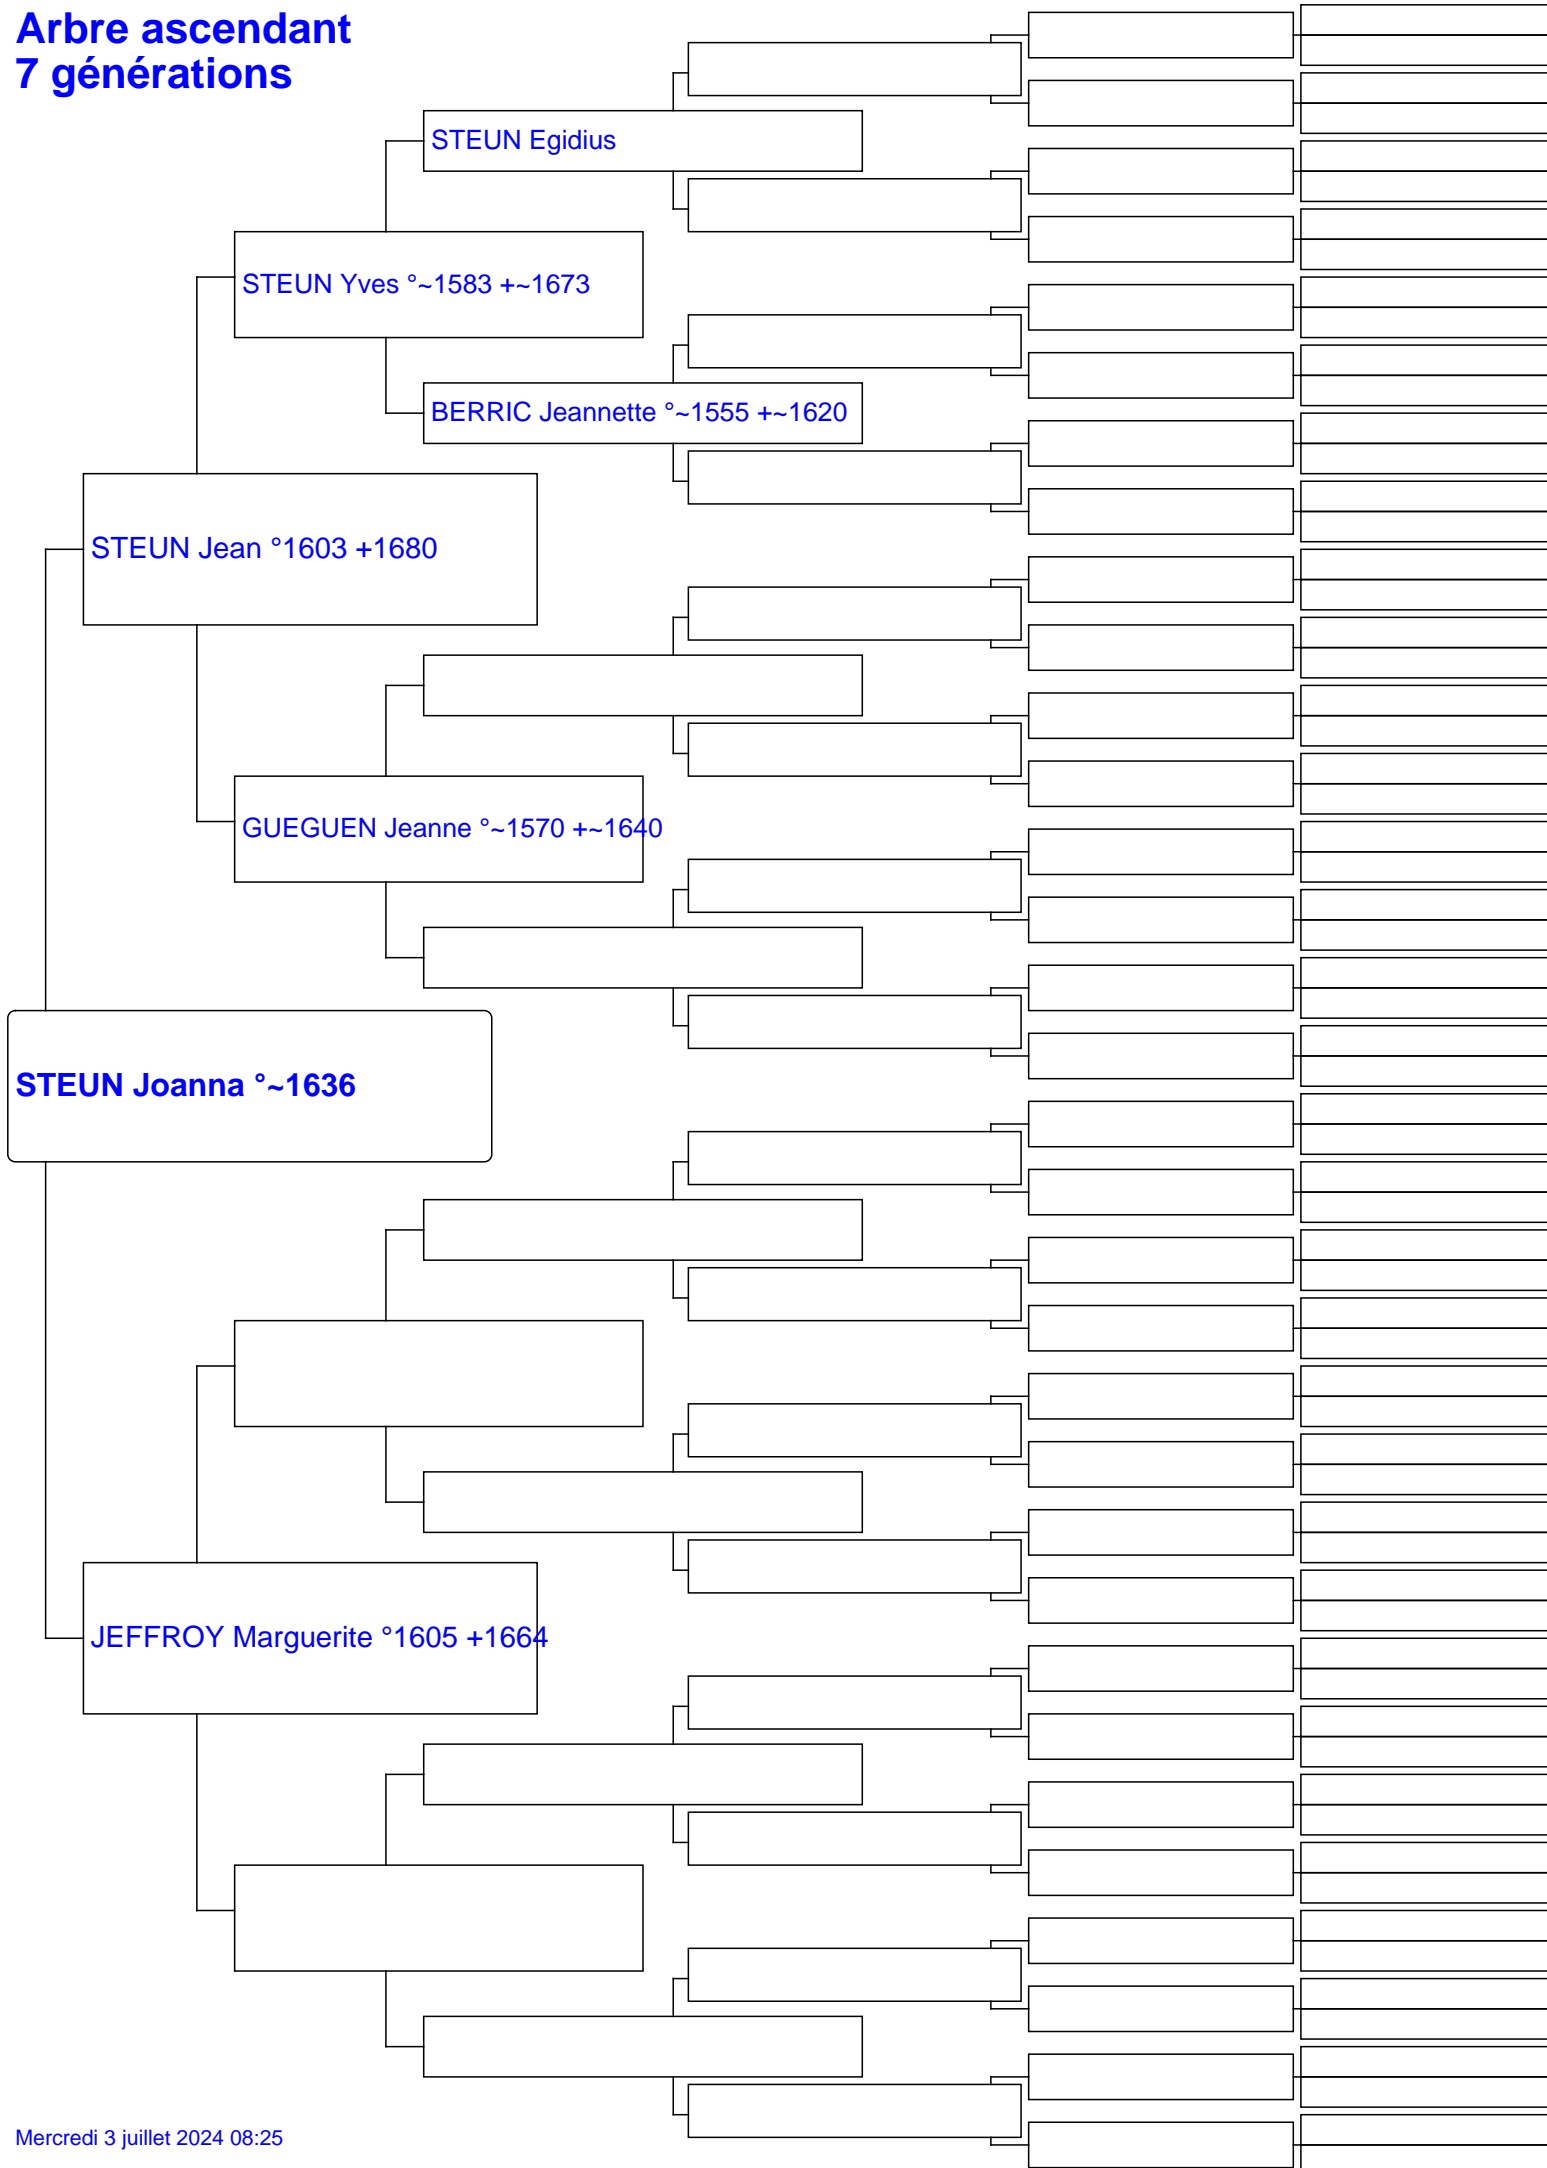 Arbre ascendant
7 générations
STEUN Egidius
STEUN Yves °~1583 +~1673
BERRIC Jeannette °~1555 +~1620
STEUN Jean °1603 +1680
GUEGUEN Jeanne °~1570 +~1640
STEUN Joanna °~1636
JEFFROY Marguerite °1605 +1664
Mercredi 3 juillet 2024 08:25